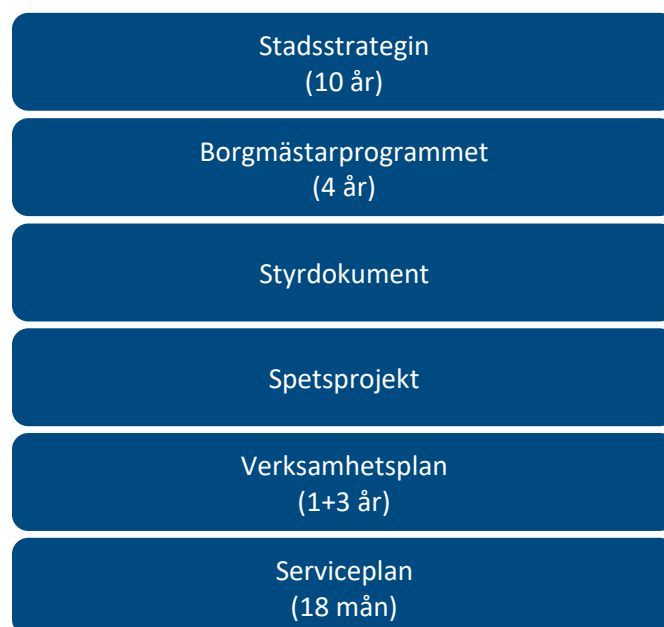 Stadsstrategin
(10 år)
Borgmästarprogrammet
(4 år)
Styrdokument
Spetsprojekt
Verksamhetsplan
(1+3 år)
Serviceplan
(18 mån)